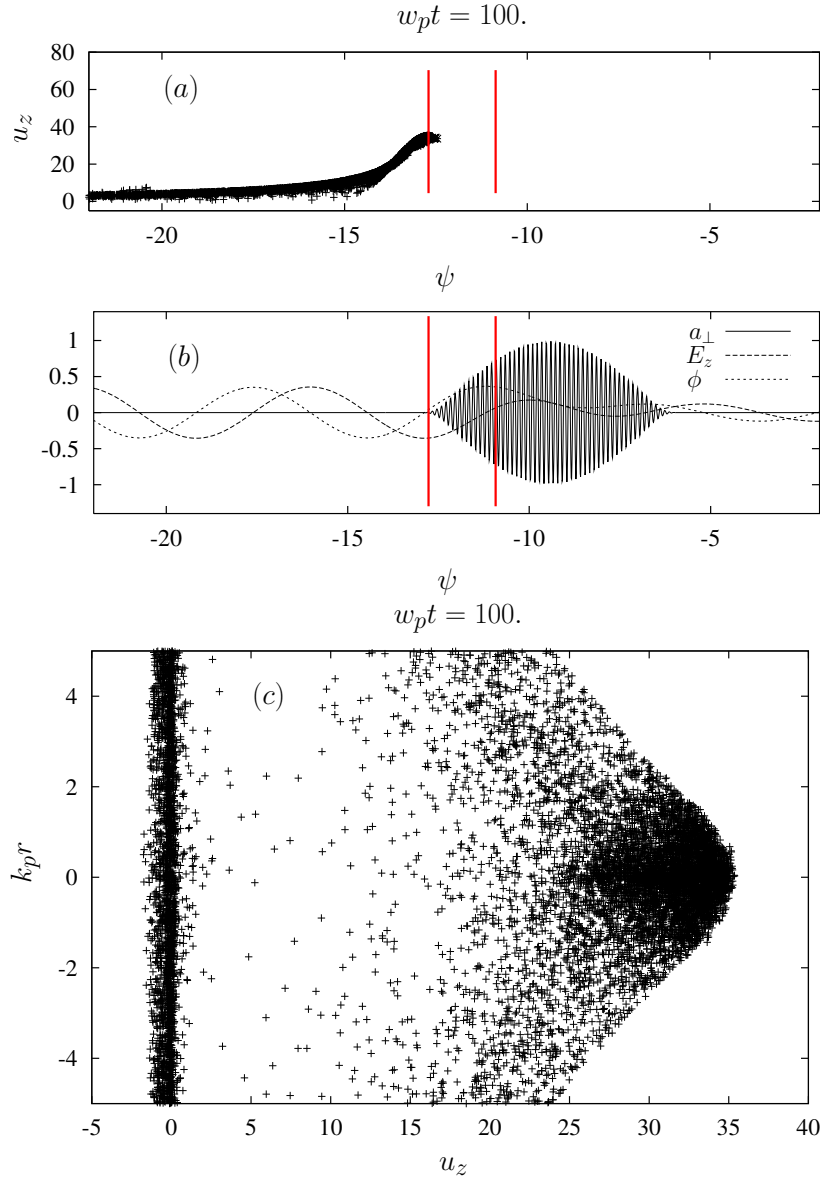 w_p t = 100.
80
60
40
20
0
u_z
(a)
-20 -15 -10 -5
ψ
1
0.5
0
-0.5
-1
(b)
a_⊥
E_z
ϕ
-20 -15 -10 -5
ψ
w_p t = 100.
4
2
0
-2
-4
k_p r
(c)
-5 0 5 10 15 20 25 30 35 40
u_z